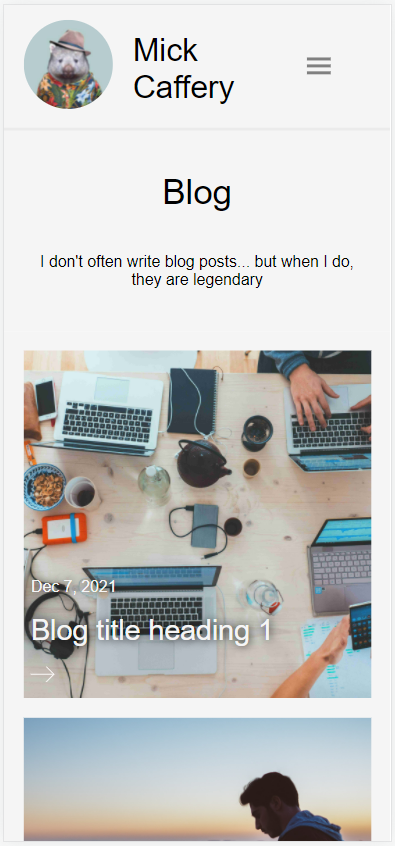 Mick
Caffery
Blog
I don't often write blog posts... but when I do,
they are legendary
Dec 7, 2021
Blog title heading 1